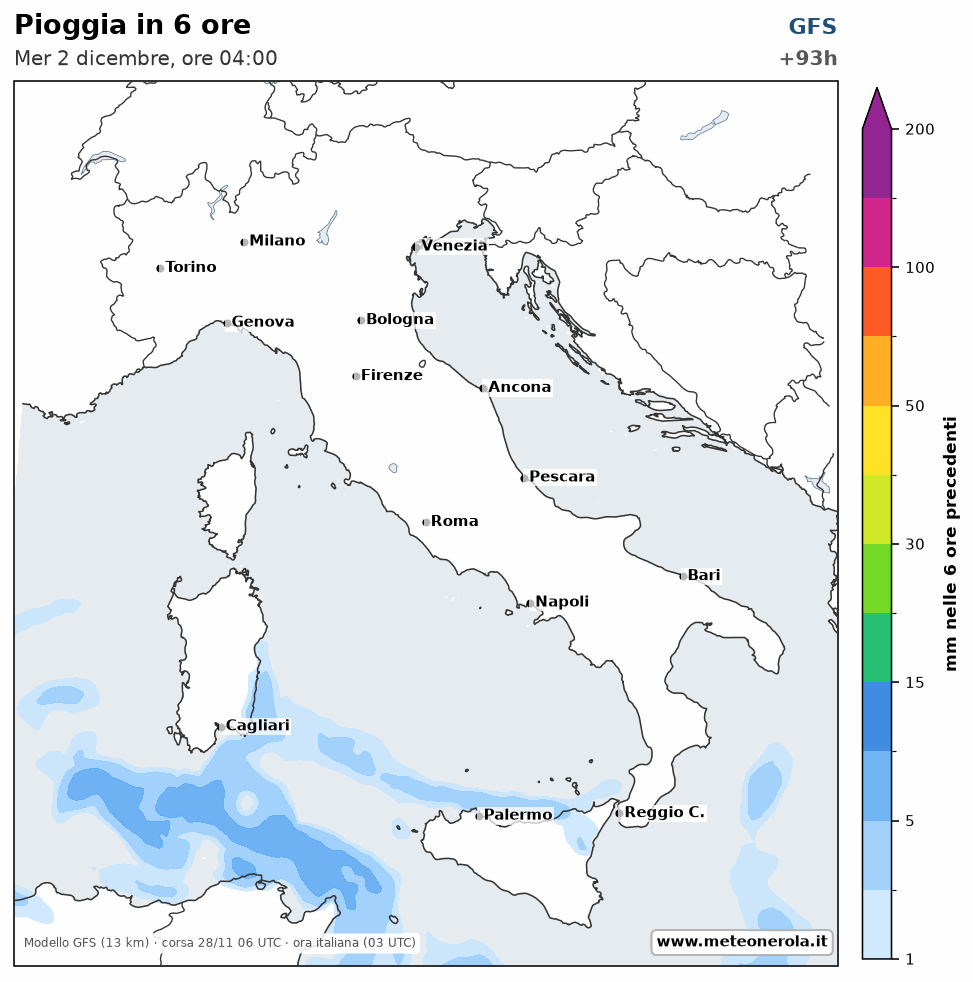 Pioggia in 6 ore
GFS
Mer 2 dicembre, ore 04:00
+93h
200
100
50
30
15
5
1
mm nelle 6 ore precedenti
Milano
Venezia
Torino
Genova
Bologna
Firenze
Ancona
Pescara
Roma
Bari
Napoli
Cagliari
Palermo
Reggio C.
Modello GFS (13 km) · corsa 28/11 06 UTC · ora italiana (03 UTC)
www.meteonerola.it